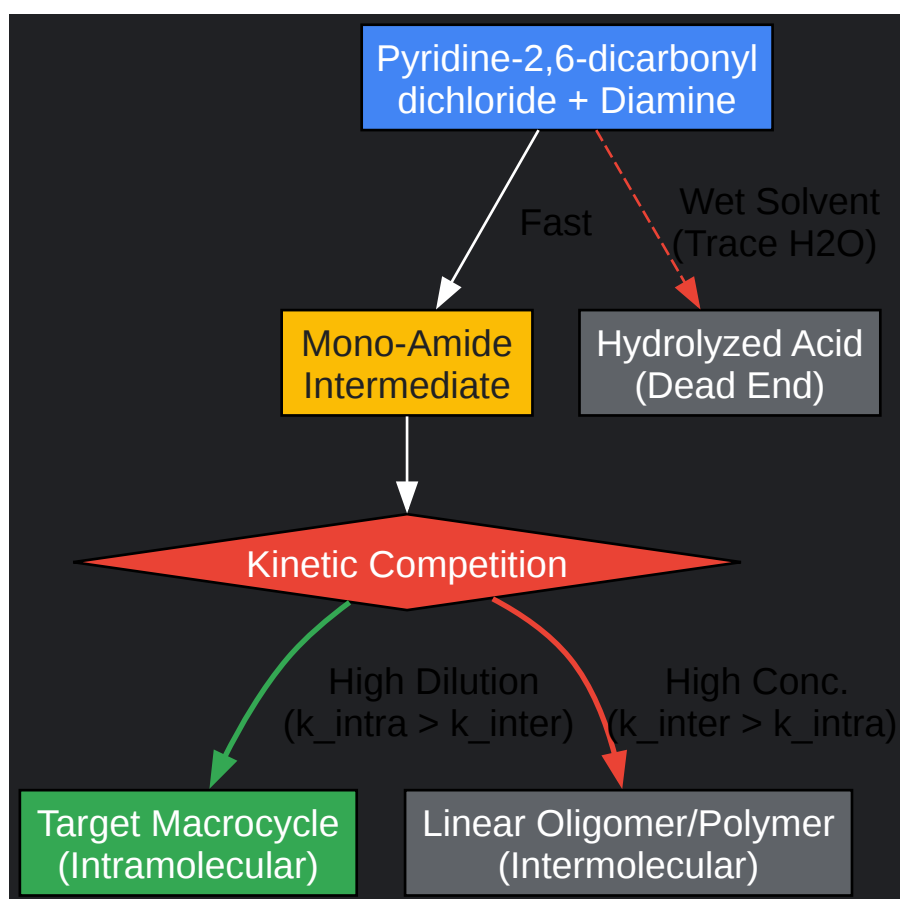 Pyridine-2,6-dicarbonyl
dichloride + Diamine
Fast
Wet Solvent
(Trace H2O)
Mono-Amide
Intermediate
Hydrolyzed Acid
(Dead End)
Kinetic Competition
High Dilution
(k_intra > k_inter)
High Conc.
(k_inter > k_intra)
Target Macrocycle
(Intramolecular)
Linear Oligomer/Polymer
(Intermolecular)